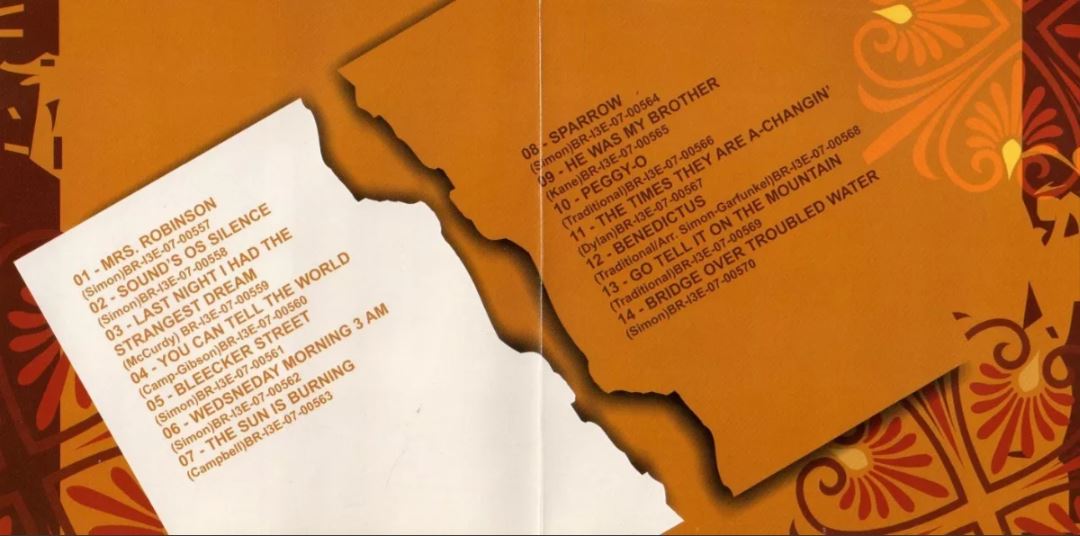 01 - MRS. ROBINSON
(Simon)BR-I3E-07-00557
02 - SOUND'S OS SILENCE
(Simon)BR-I3E-07-00558
03 - LAST NIGHT I HAD THE
STRANGEST DREAM
(McCurdy) BR-I3E-07-00559
04 - YOU CAN TELL THE WORLD
(Camp-Gibson)BR-I3E-07-00560
05 - BLEECKER STREET
(Simon)BR-I3E-07-00561
06 - WEDSNEDAY MORNING 3 AM
(Simon)BR-I3E-07-00562
07 - THE SUN IS BURNING
(Campbell)BR-I3E-07-00563
08 - SPARROW
(Simon)BR-I3E-07-00564
09 - HE WAS MY BROTHER
(Kane)BR-I3E-07-00565
10 - PEGGY-O
(Traditional)BR-I3E-07-00566
11 - THE TIMES THEY ARE A-CHANGIN'
(Dylan)BR-I3E-07-00567
12 - BENEDICTUS
(Traditional/Arr. Simon-Garfunkel)BR-I3E-07-00568
13 - GO TELL IT ON THE MOUNTAIN
(Traditional)BR-I3E-07-00569
14 - BRIDGE OVER TROUBLED WATER
(Simon)BR-I3E-07-00570